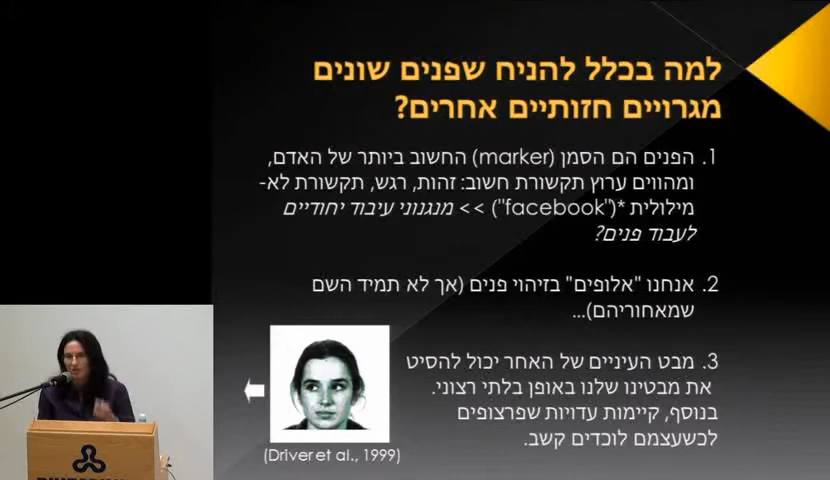 למה בכלל להניח שפנים שונים
מגרויים חזותיים אחרים?
1. הפנים הם הסמן (marker) החשוב ביותר של האדם,
ומהווים ערוץ תקשורת חשוב: זהות, רגש, תקשורת לא-
מילולית *("facebook") >> מנגנוני עיבוד יחודיים
לעבוד פנים?
2. אנחנו "אלופים" בזיהוי פנים (אך לא תמיד השם
שמאחוריהם)...
3. מבט העיניים של האחר יכול להסיט
את מבטינו שלנו באופן בלתי רצוני.
בנוסף, קיימות עדויות שפרצופים
לכשעצמם לוכדים קשב.
(Driver et al., 1999)